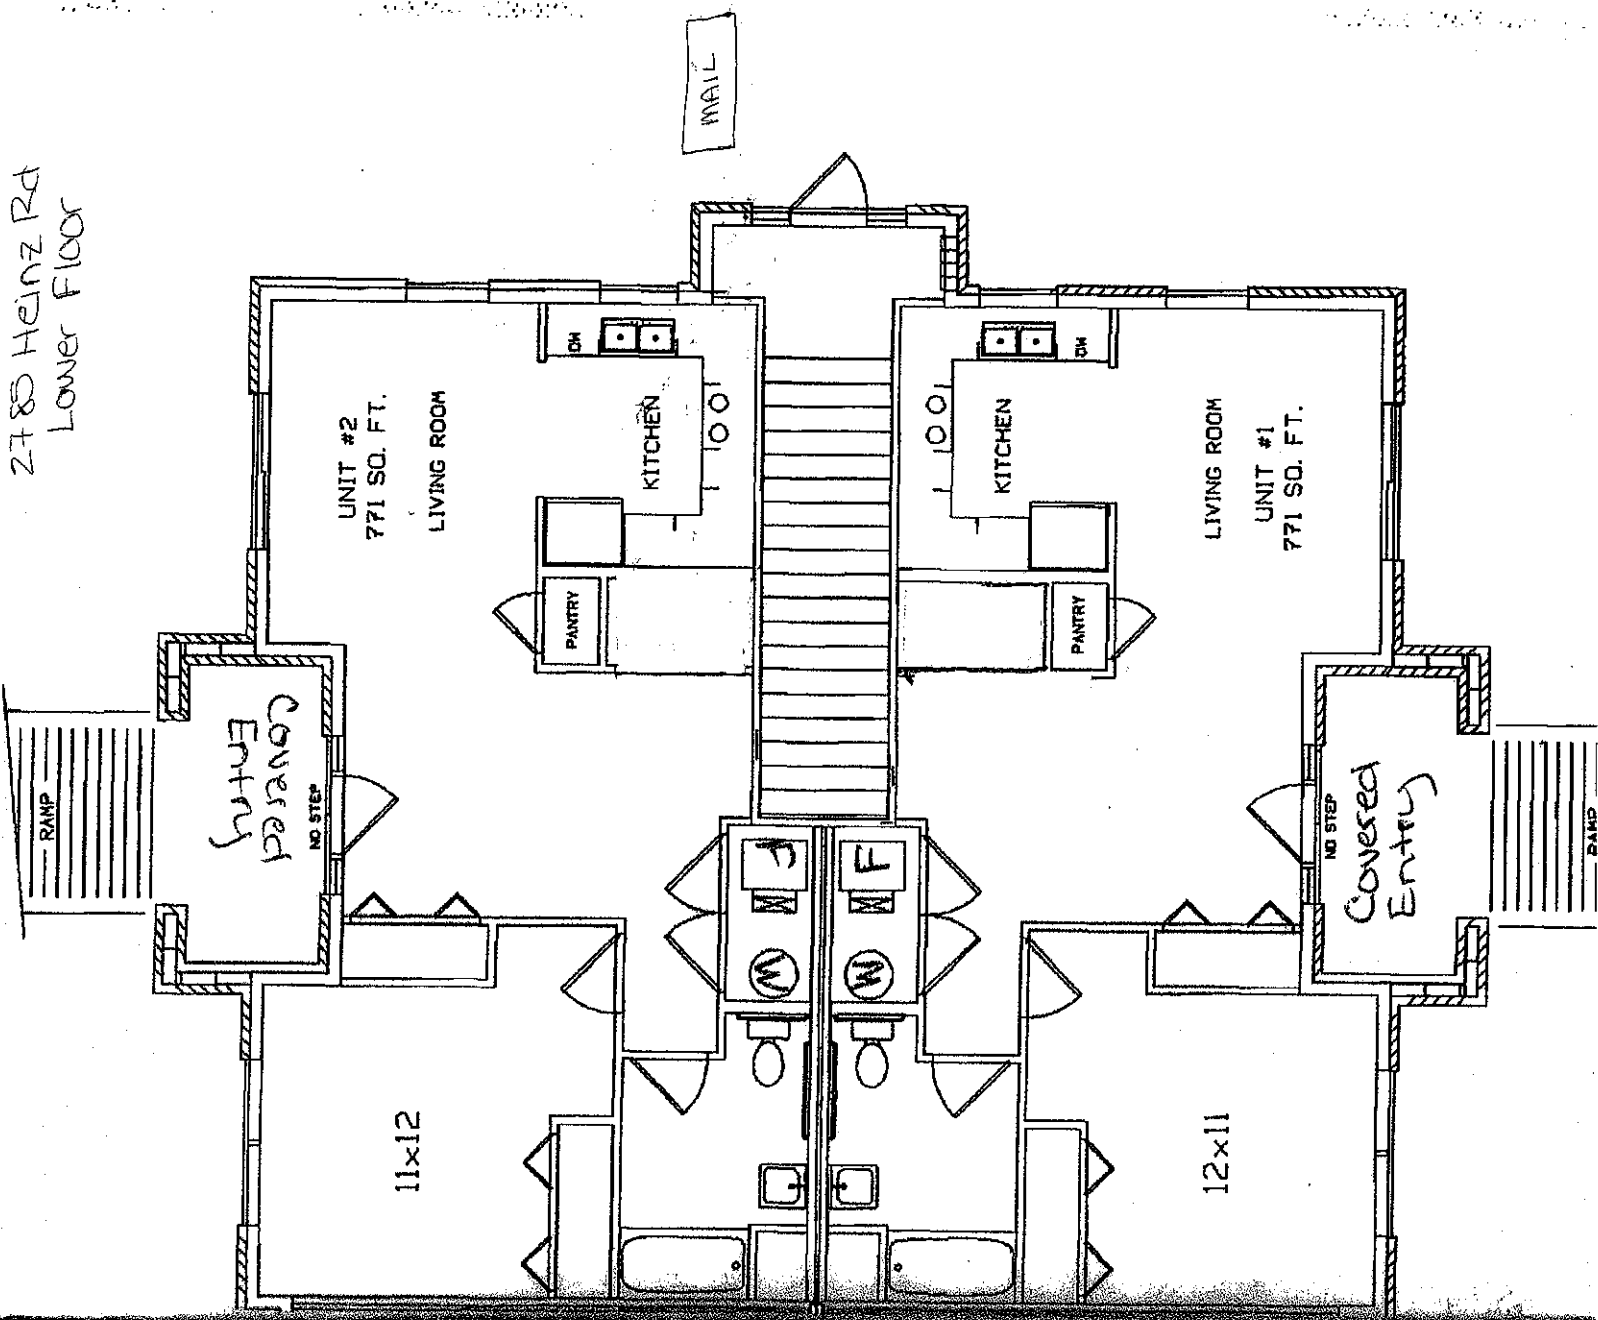 2785 Heinz Rd
Lower Floor
MAIL
DW
DW
UNIT #2
771 SQ. FT.
LIVING ROOM
KITCHEN
KITCHEN
LIVING ROOM
UNIT #1
771 SQ. FT.
PANTRY
PANTRY
RAMP
Covered
Entry
NO STEP
NO STEP
Covered
Entry
RAMP
F
F
W
W
11x12
12x11